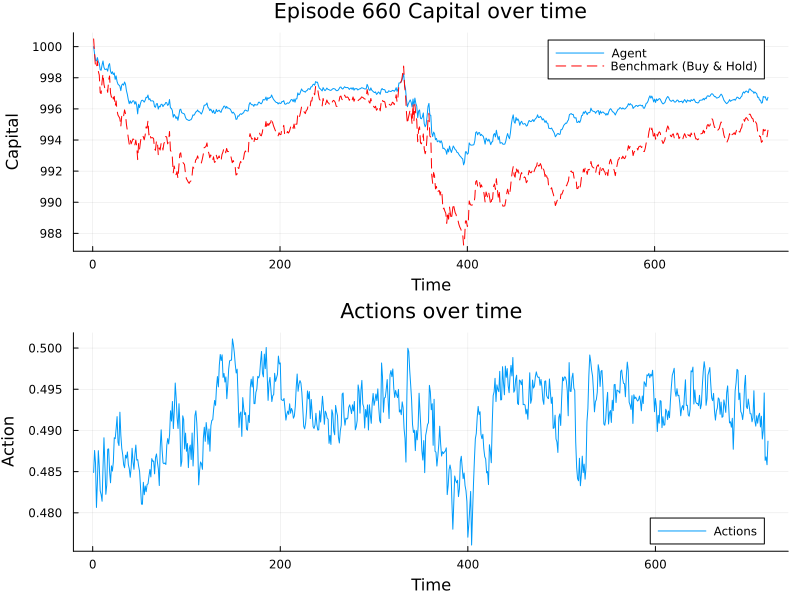 Episode 660 Capital over time
Capital
1000
998
996
994
992
990
988
Agent
Benchmark (Buy & Hold)
0
200
400
600
Time
Actions over time
Action
0.500
0.495
0.490
0.485
0.480
Actions
0
200
400
600
Time